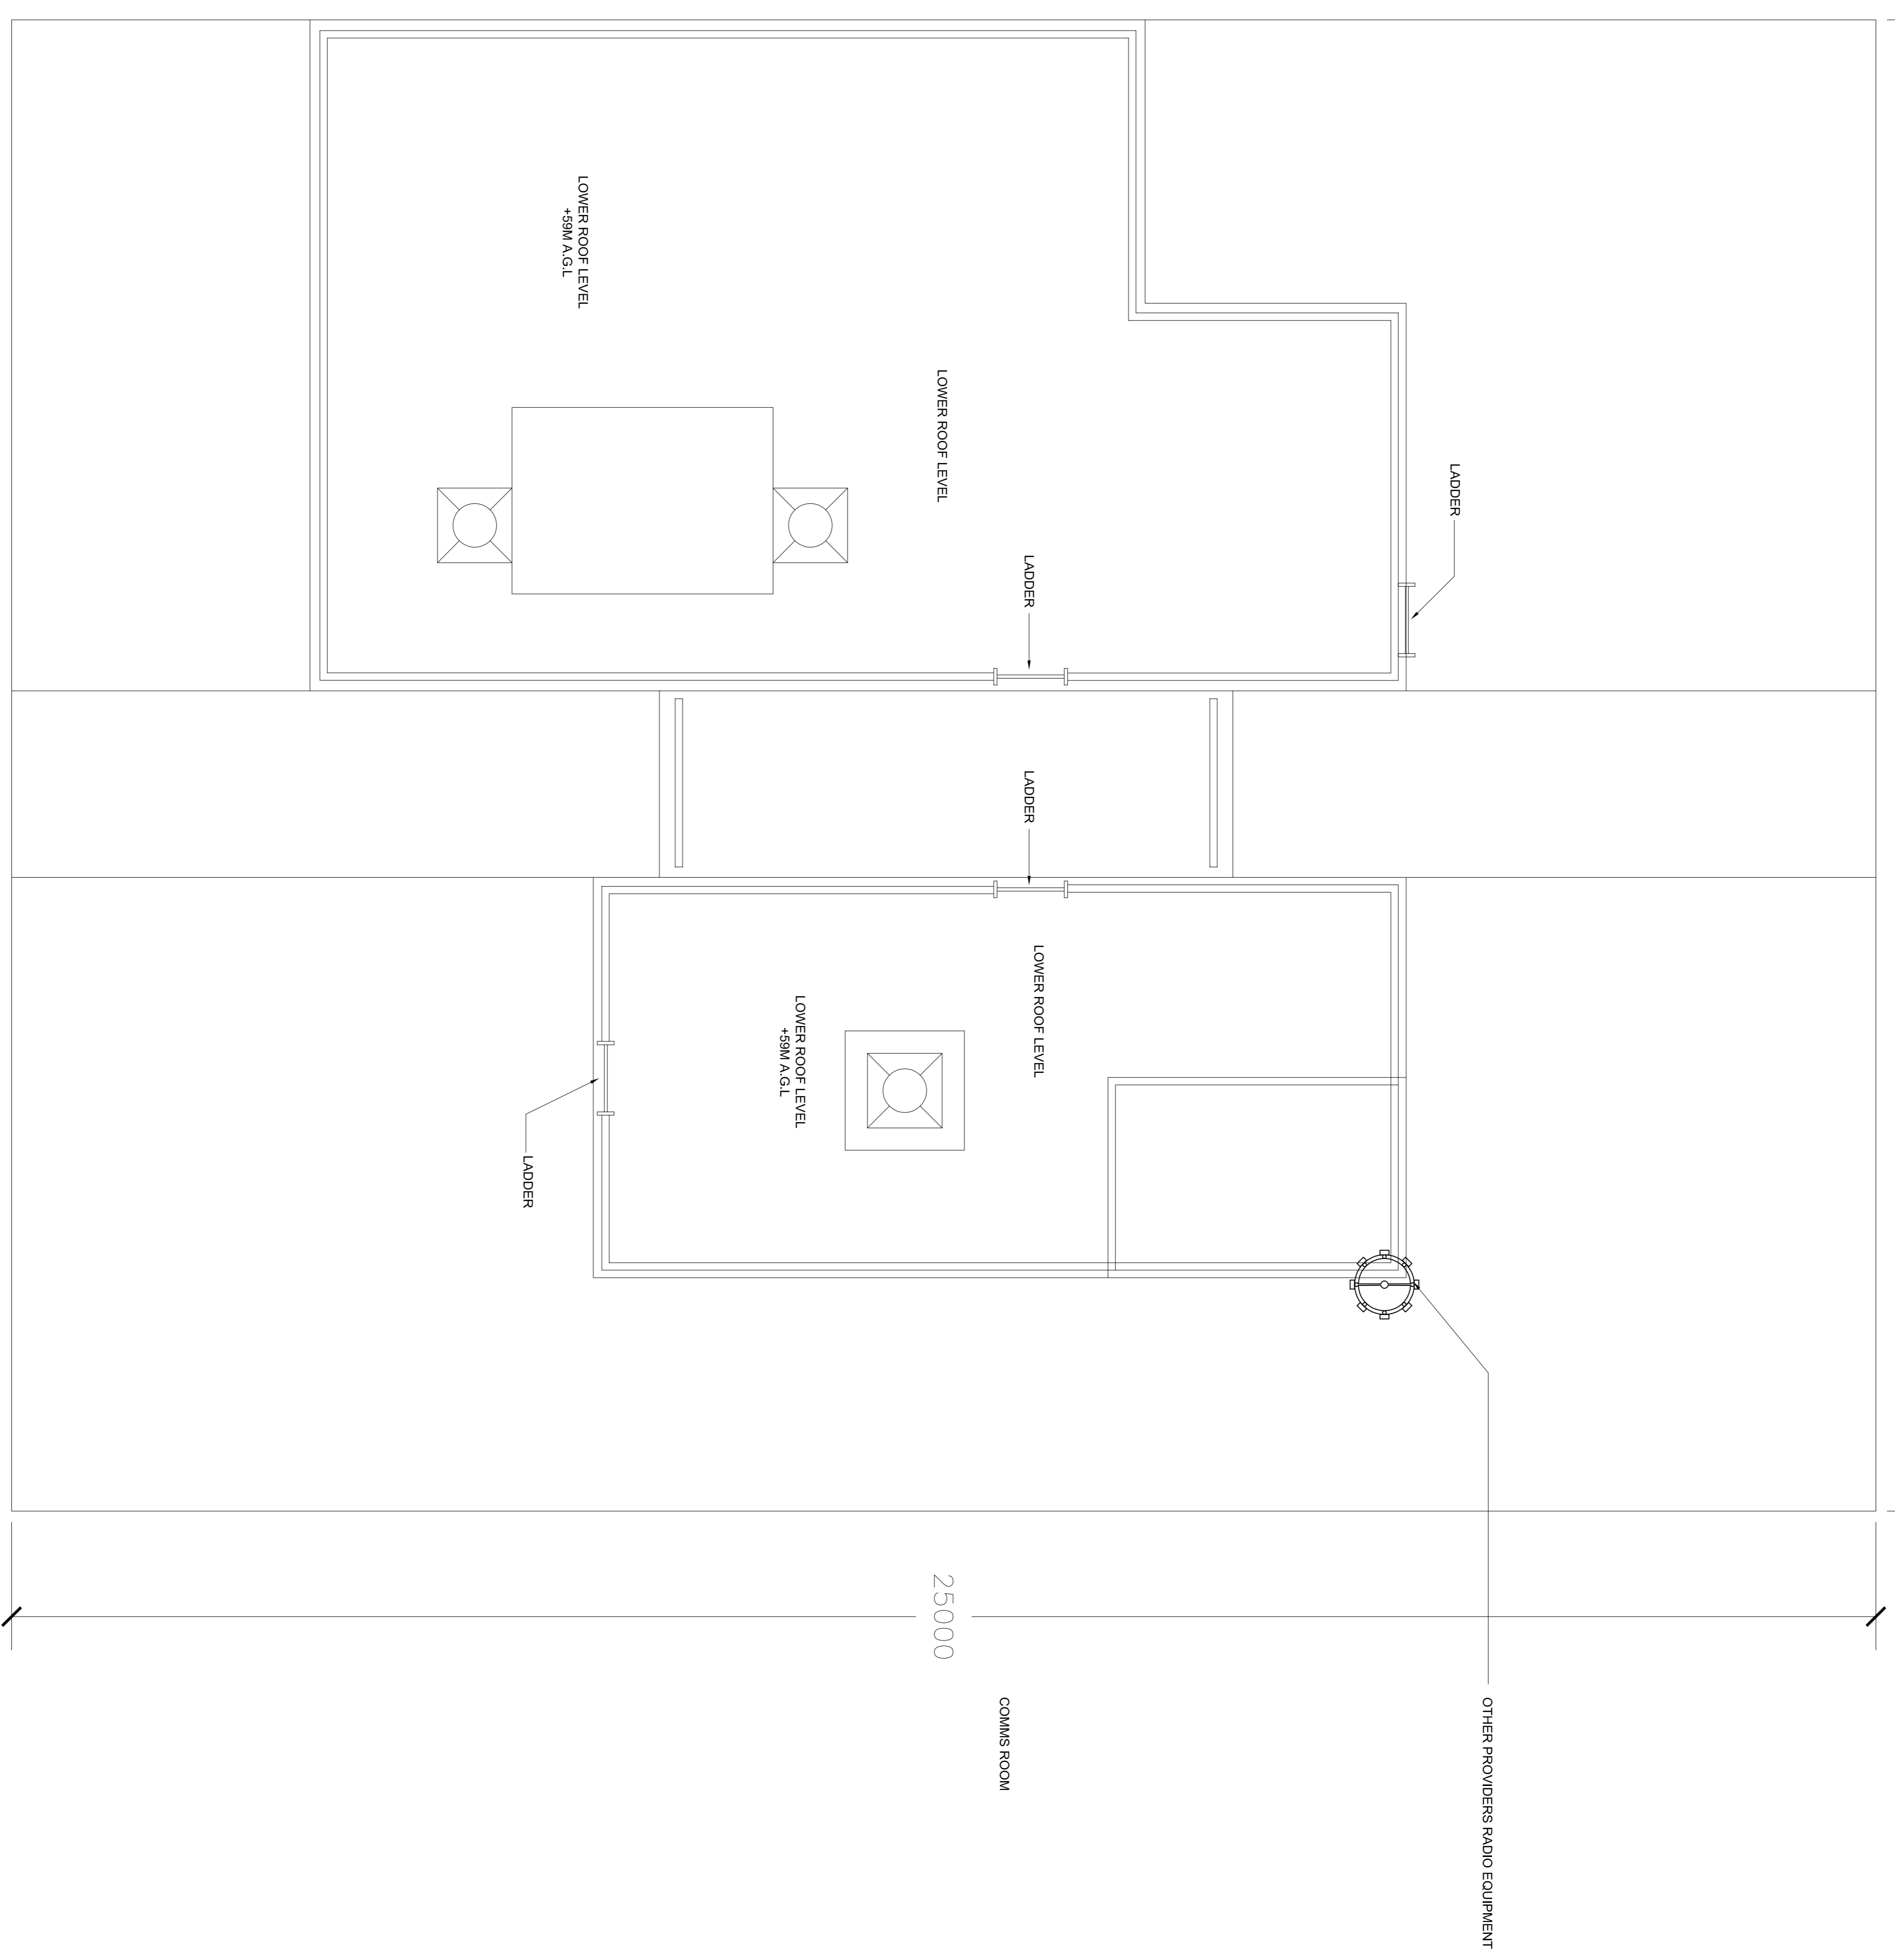 LOWER ROOF LEVEL
+59M A.G.L
LOWER ROOF LEVEL
LADDER
LADDER
LADDER
LOWER ROOF LEVEL
LOWER ROOF LEVEL
+59M A.G.L
LADDER
25000
COMMS ROOM
OTHER PROVIDERS RADIO EQUIPMENT